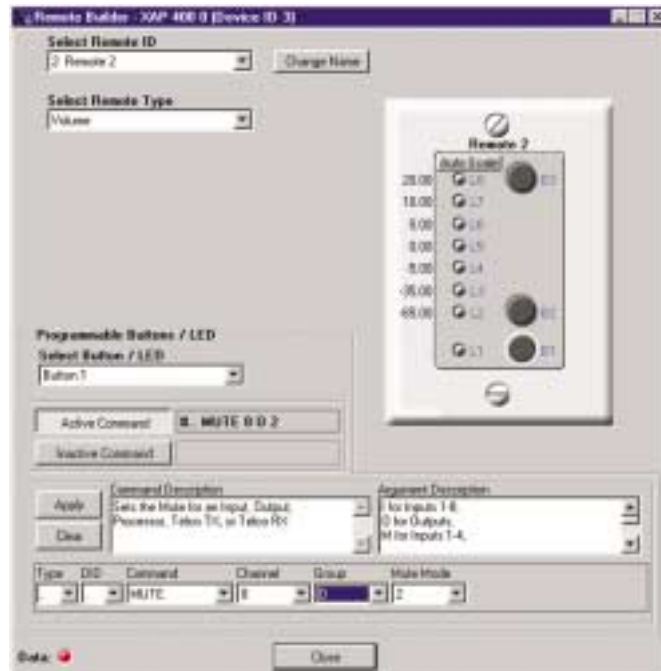 Remote Builder - XAP 400 0 (Device ID 3)
Select Remote ID
2 Remote 2
Change Name
Select Remote Type
Volume
Remote 2
Auto Scale
20.00 L8 B3
10.00 L7
5.00 L6
0.00 L5
-5.00 L4
-35.00 L3
-65.00 L2 B2
L1 B1
Programmable Buttons / LED
Select Button / LED
Button 1
Active Command
MUTE 8 O 2
Inactive Command
Command Description
Argument Description
Apply
Clear
Sets the Mute for an Input, Output,
Processor, Telco TX, or Telco RX
I for Inputs 1-8,
O for Outputs,
M for Inputs 1-4,
Type DID Command Channel Group Mute Mode
MUTE 8 O 2
Data:
Close